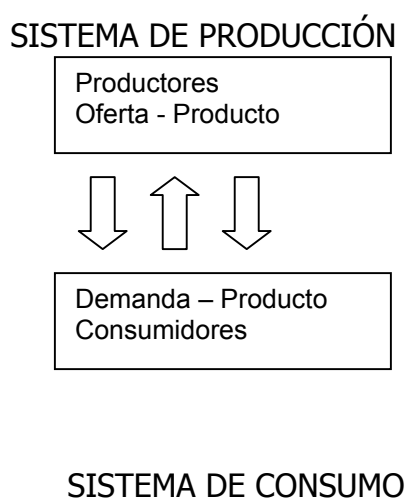 SISTEMA DE PRODUCCIÓN
Productores
Oferta - Producto
Demanda – Producto
Consumidores
SISTEMA DE CONSUMO